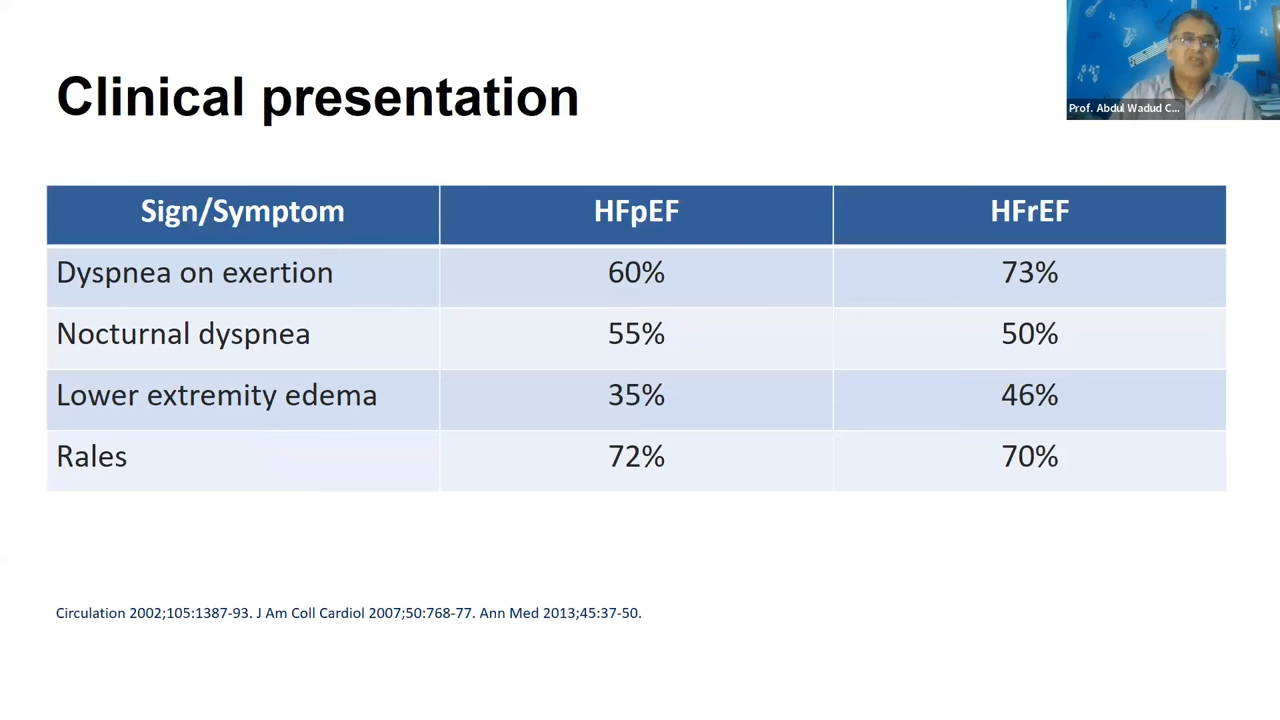 Clinical presentation
Prof. Abdul Wadud C...
Sign/Symptom HFpEF HFrEF
Dyspnea on exertion 60% 73%
Nocturnal dyspnea 55% 50%
Lower extremity edema 35% 46%
Rales 72% 70%
Circulation 2002;105:1387-93. J Am Coll Cardiol 2007;50:768-77. Ann Med 2013;45:37-50.